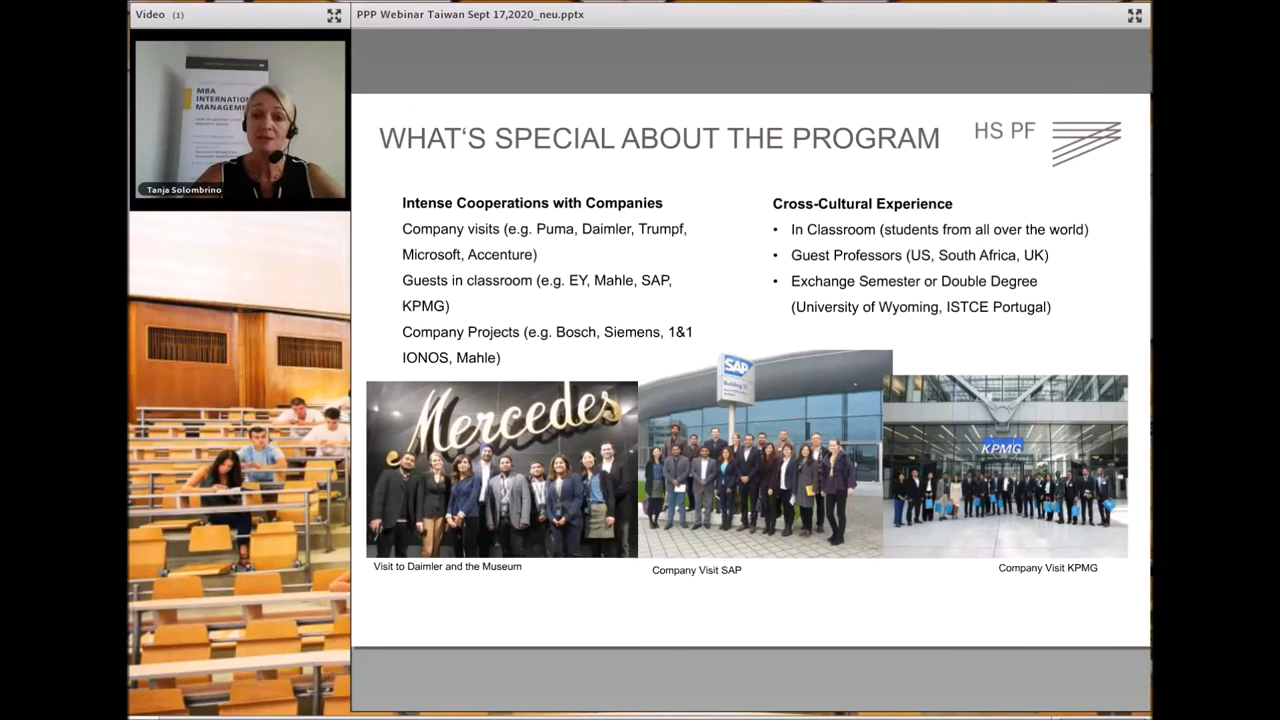 Video (1)
PPP Webinar Taiwan Sept 17,2020_neu.pptx
MBA
INTERNATIO
MANAGEME
Tanja Solombrino
WHAT‘S SPECIAL ABOUT THE PROGRAM
HS PF
Intense Cooperations with Companies
Company visits (e.g. Puma, Daimler, Trumpf,
Microsoft, Accenture)
Guests in classroom (e.g. EY, Mahle, SAP,
KPMG)
Company Projects (e.g. Bosch, Siemens, 1&1
IONOS, Mahle)
Cross-Cultural Experience
• In Classroom (students from all over the world)
• Guest Professors (US, South Africa, UK)
• Exchange Semester or Double Degree
(University of Wyoming, ISTCE Portugal)
Mercedes
SAP
KPMG
Visit to Daimler and the Museum
Company Visit SAP
Company Visit KPMG